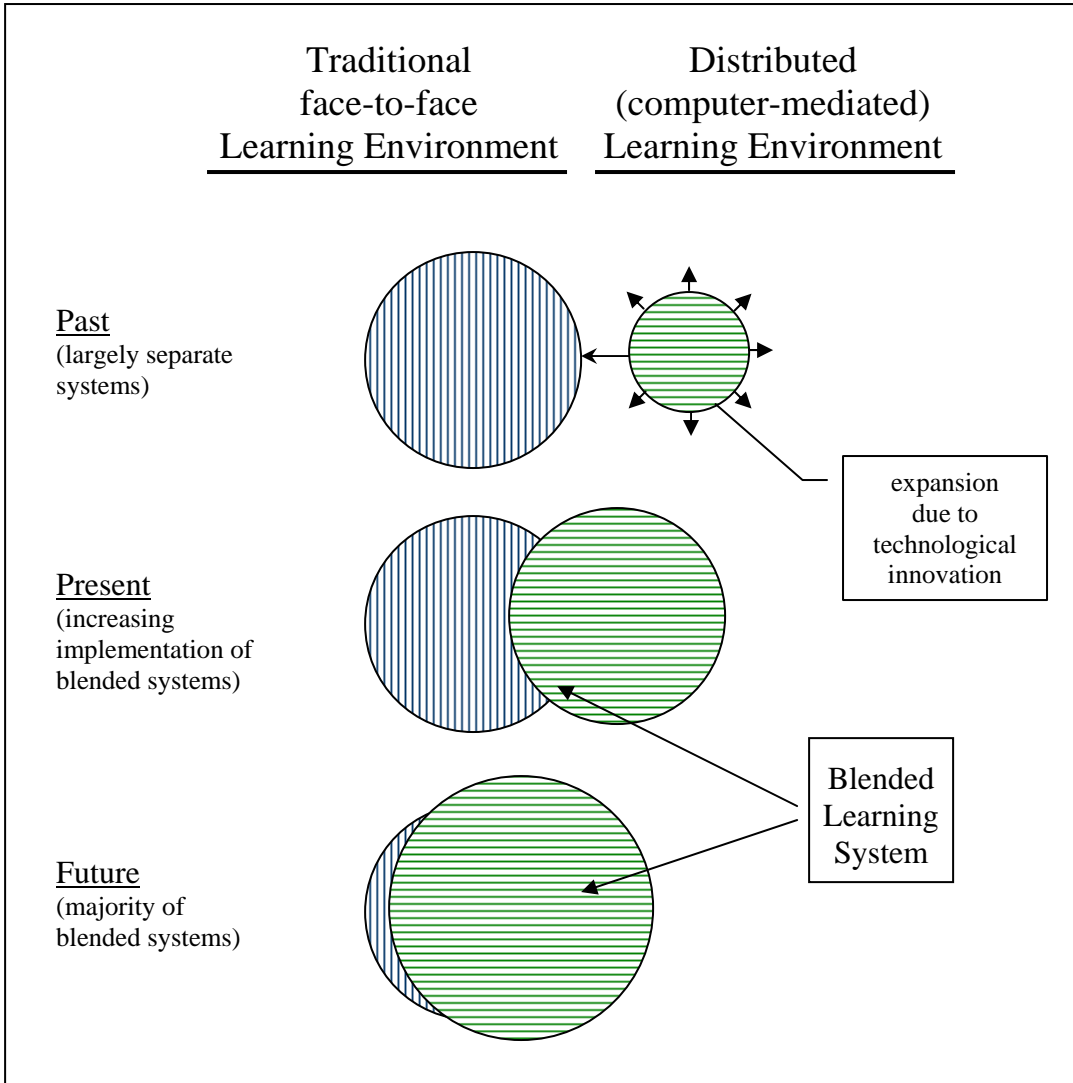 Traditional
face-to-face
Learning Environment
Distributed
(computer-mediated)
Learning Environment
Past
(largely separate
systems)
expansion
due to
technological
innovation
Present
(increasing
implementation of
blended systems)
Blended
Learning
System
Future
(majority of
blended systems)